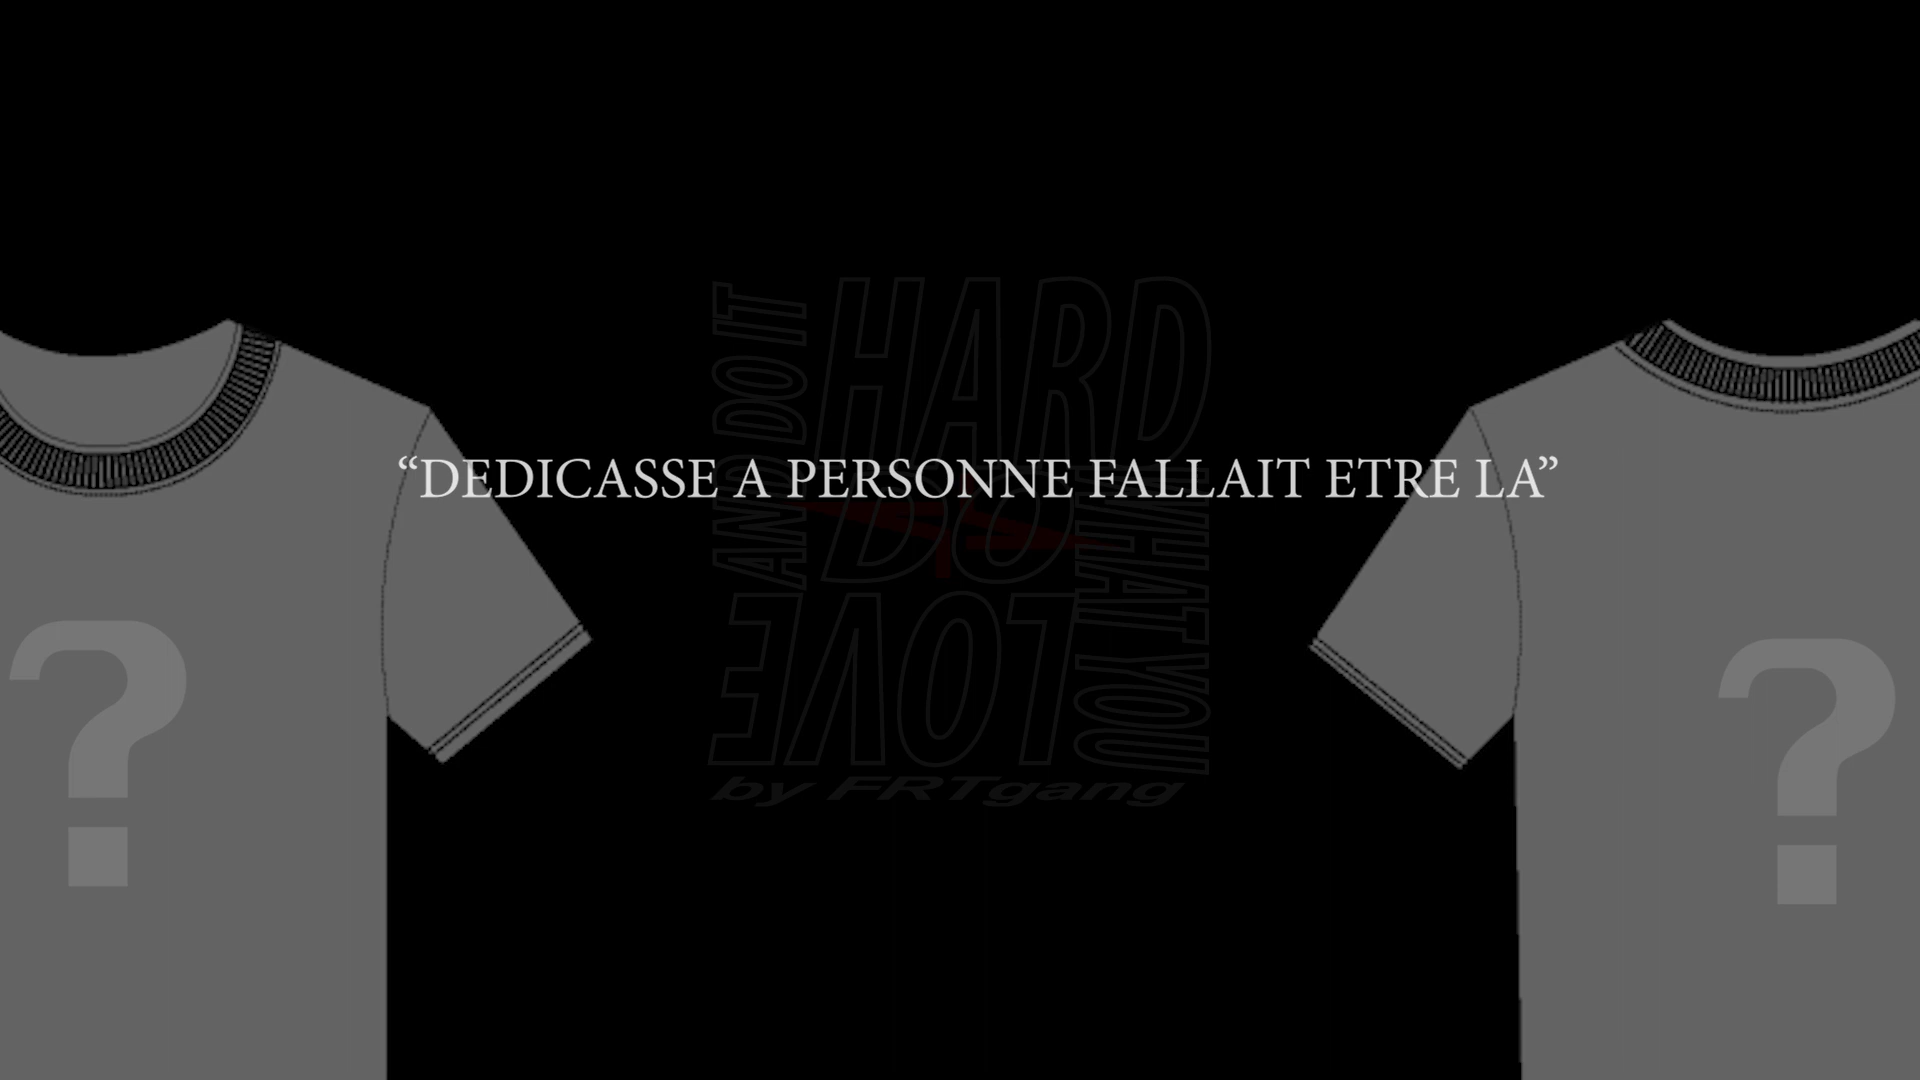 “DEDICASSE A PERSONNE FALLAIT ETRE LA”
DO
WHAT YOU
LOVE
AND DO IT
HARD
by FRTgang
?
?